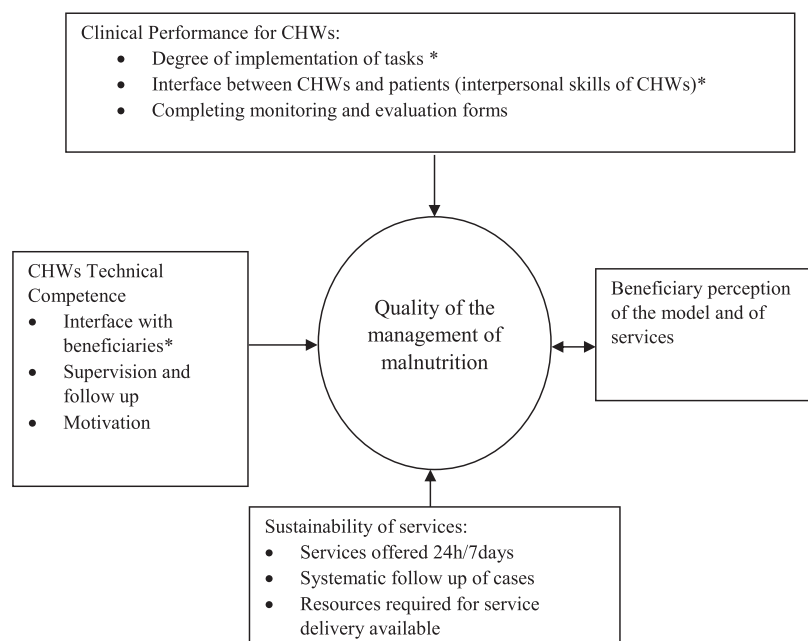 Clinical Performance for CHWs:
• Degree of implementation of tasks *
• Interface between CHWs and patients (interpersonal skills of CHWs)*
• Completing monitoring and evaluation forms
CHWs Technical
Competence
• Interface with
beneficiaries*
• Supervision and
follow up
• Motivation
Quality of the
management of
malnutrition
Beneficiary perception
of the model and of
services
Sustainability of services:
• Services offered 24h/7days
• Systematic follow up of cases
• Resources required for service
delivery available